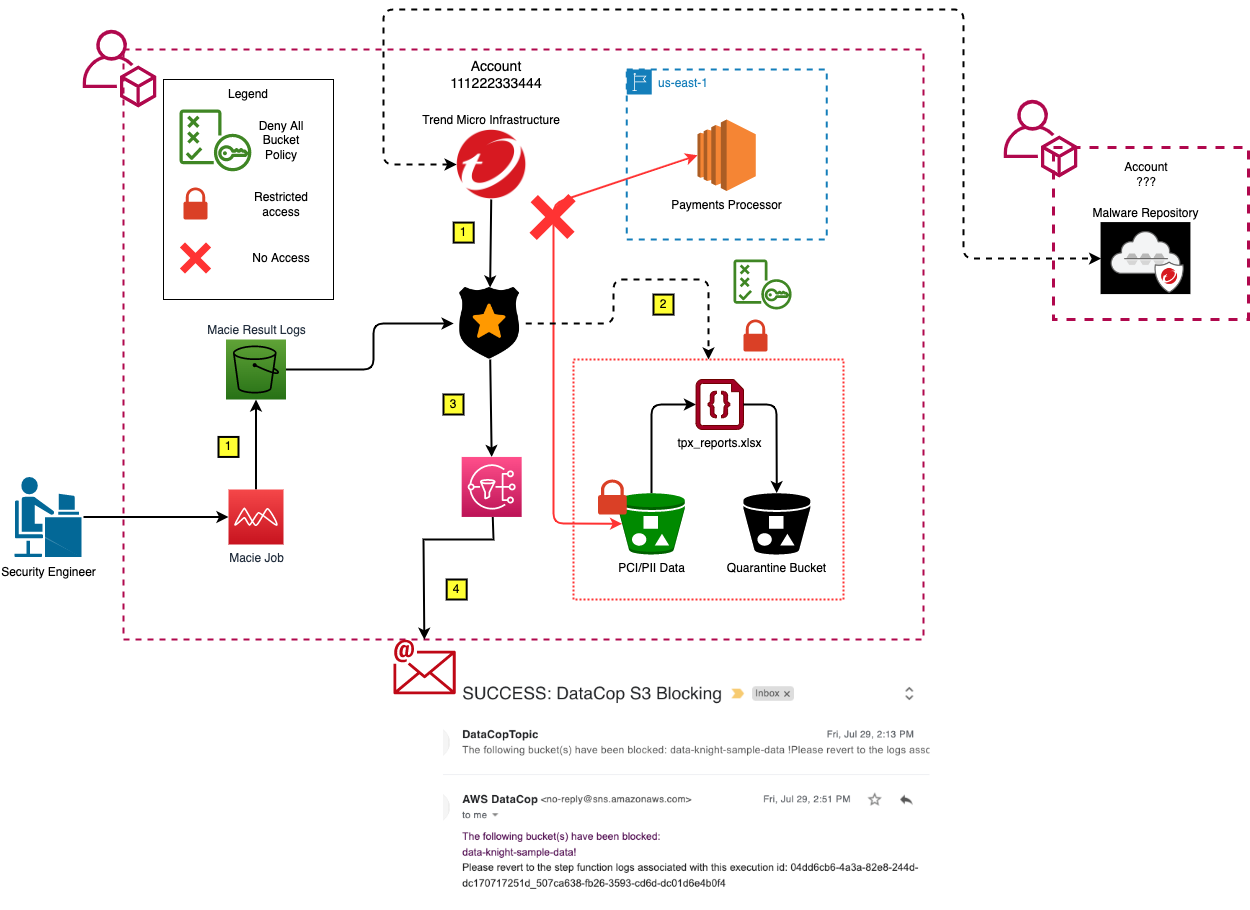 Account
111222333444
us-east-1
Legend
Deny All
Bucket
Policy
Restricted
access
No Access
Trend Micro Infrastructure
Payments Processor
Account
???
Malware Repository
1
2
Macie Result Logs
3
1
{}
tpx_reports.xlsx
Macie Job
Security Engineer
PCI/PII Data
Quarantine Bucket
4
@
SUCCESS: DataCop S3 Blocking
Inbox x
DataCopTopic
Fri, Jul 29, 2:13 PM
The following bucket(s) have been blocked: data-knight-sample-data !Please revert to the logs assc
AWS DataCop <no-reply@sns.amazonaws.com>
Fri, Jul 29, 2:51 PM
to me
The following bucket(s) have been blocked:
data-knight-sample-data!
Please revert to the step function logs associated with this execution id: 04dd6cb6-4a3a-82e8-244d-
dc170717251d_507ca638-fb26-3593-cd6d-dc01d6e4b0f4